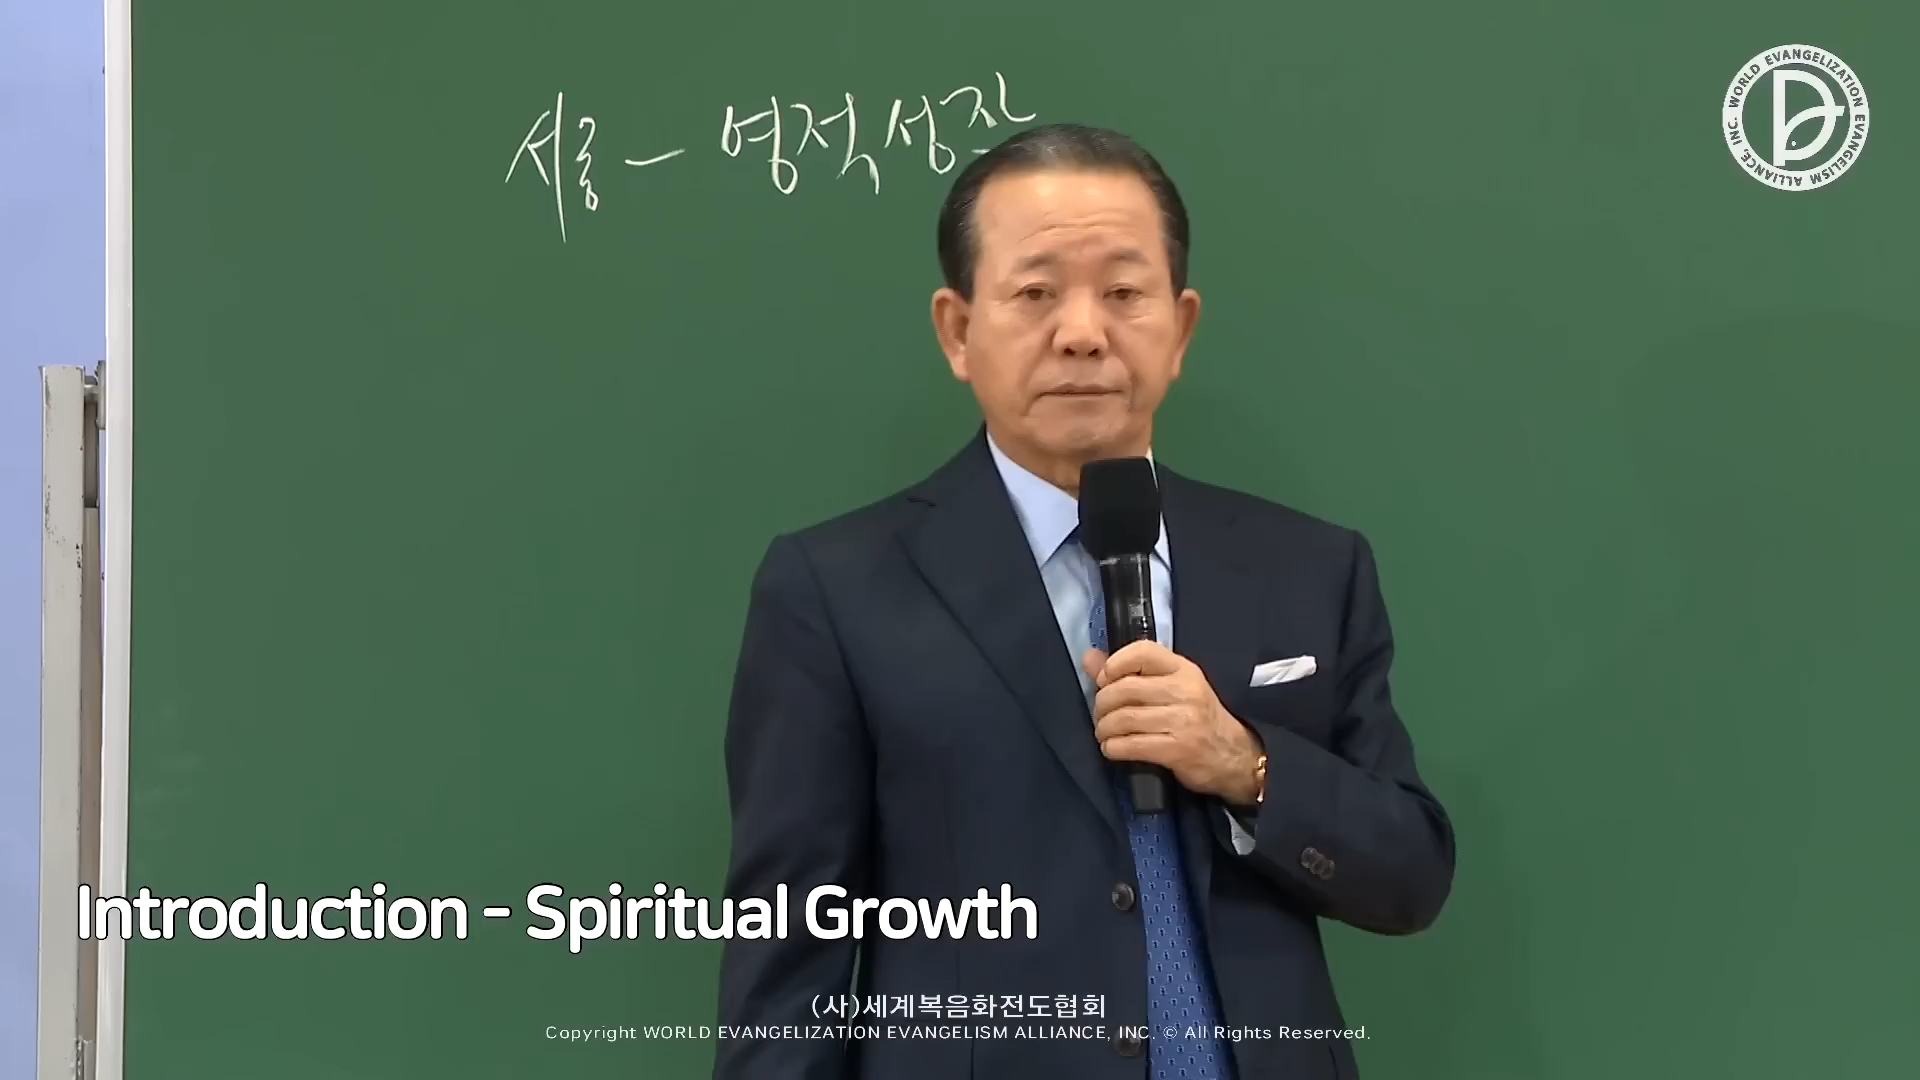 서론 - 영적 성장
WORLD EVANGELIZATION EVANGELISM ALLIANCE, INC.
Introduction - Spiritual Growth
(사)세계복음화전도협회
Copyright WORLD EVANGELIZATION EVANGELISM ALLIANCE, INC. © All Rights Reserved.